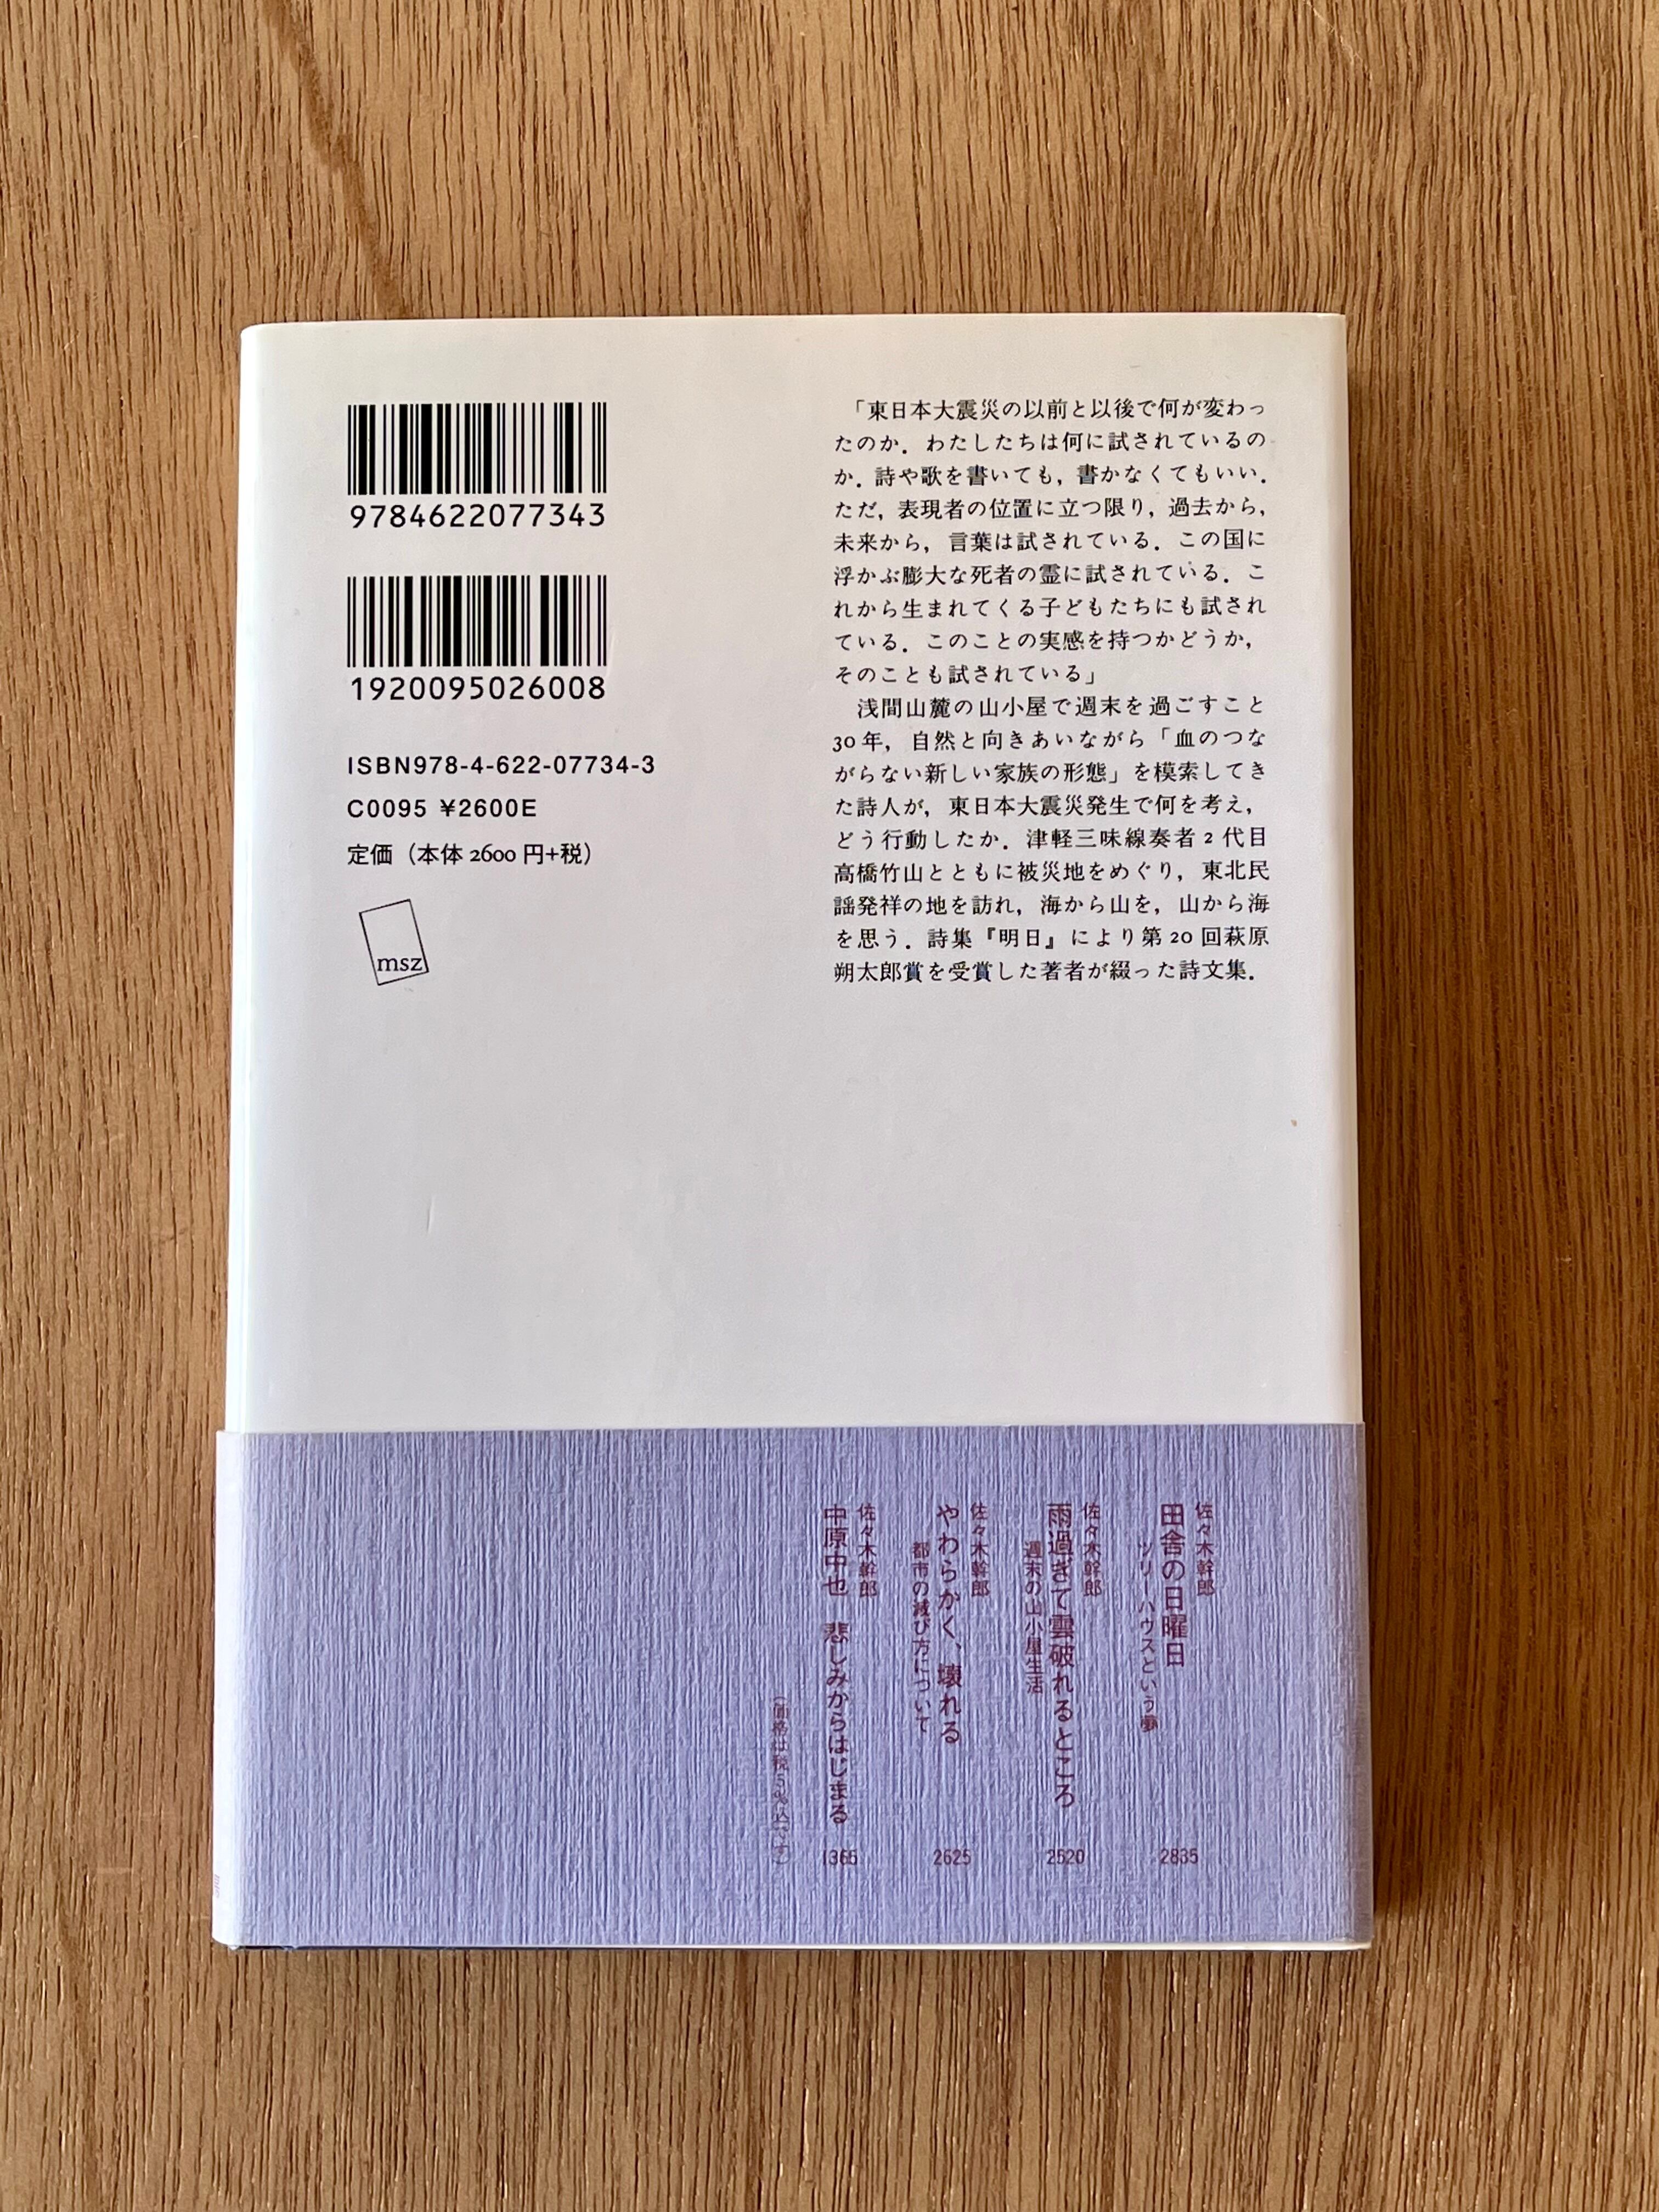 9784622077343
1920095026008
ISBN978-4-622-07734-3
C0095 ¥2600E
定価（本体2600円+税）
msz
「東日本大震災の以前と以後で何が変わっ
たのか．わたしたちは何に試されているの
か．詩や歌を書いても，書かなくてもいい．
ただ，表現者の位置に立つ限り，過去から，
未来から，言葉は試されている．この国に
浮かぶ膨大な死者の霊に試されている．こ
れから生まれてくる子どもたちにも試され
ている．このことの実感を持つかどうか，
そのことも試されている」
浅間山麓の山小屋で週末を過ごすこと
30年，自然と向きあいながら「血のつな
がらない新しい家族の形態」を模索してき
た詩人が，東日本大震災発生で何を考え，
どう行動したか．津軽三味線奏者2代目
高橋竹山とともに被災地をめぐり，東北民
謡発祥の地を訪れ，海から山を，山から海
を思う．詩集『明日』により第20回萩原
朔太郎賞を受賞した著者が綴った詩文集．
佐々木幹郎
田舎の日曜日
ツリーハウスという夢
2835
佐々木幹郎
雨過ぎて雲破れるところ
週末の山小屋生活
2520
佐々木幹郎
やわらかく、壊れる
都市の滅び方について
2625
佐々木幹郎
中原中也 悲しみからはじまる
1365
（価格は税5%込です）